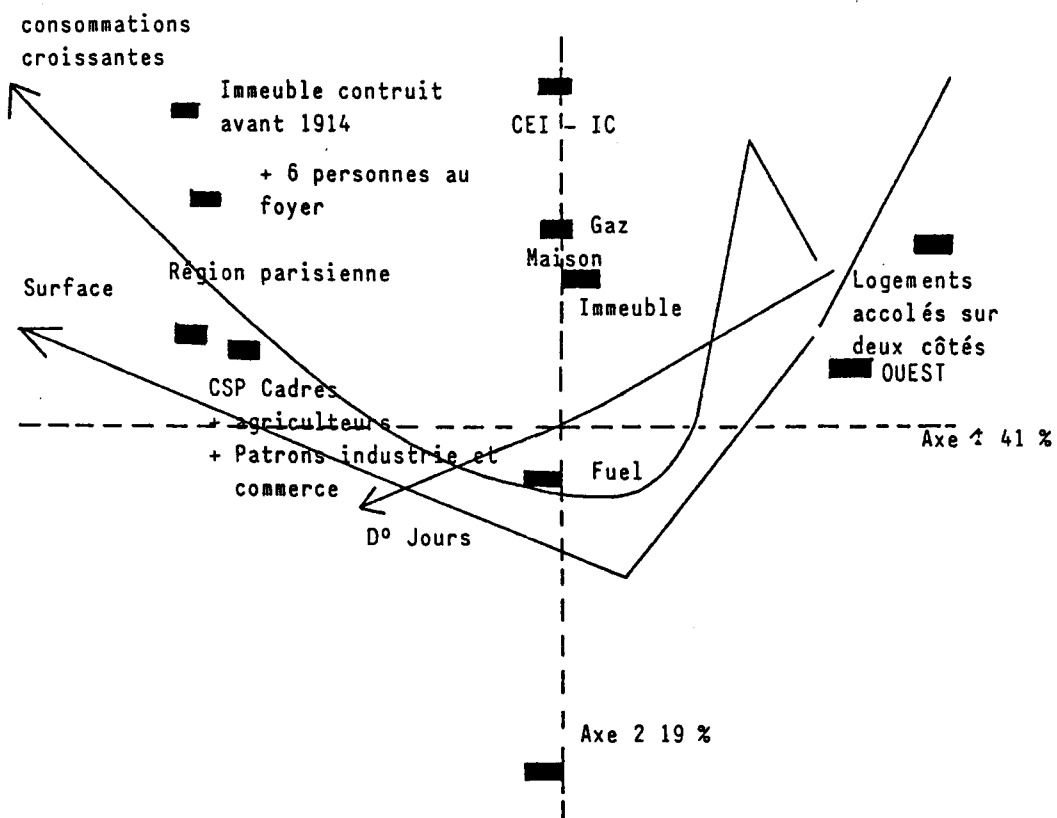 consommations
croissantes
Immeuble contruit
avant 1914
CEI - IC
+ 6 personnes au
foyer
Gaz
Maison
Région parisienne
Surface
Immeuble
Logements
accolés sur
deux côtés
OUEST
CSP Cadres
+ agriculteurs
+ Patrons industrie et
commerce
Axe 1 41 %
Fuel
Dº Jours
Axe 2 19 %